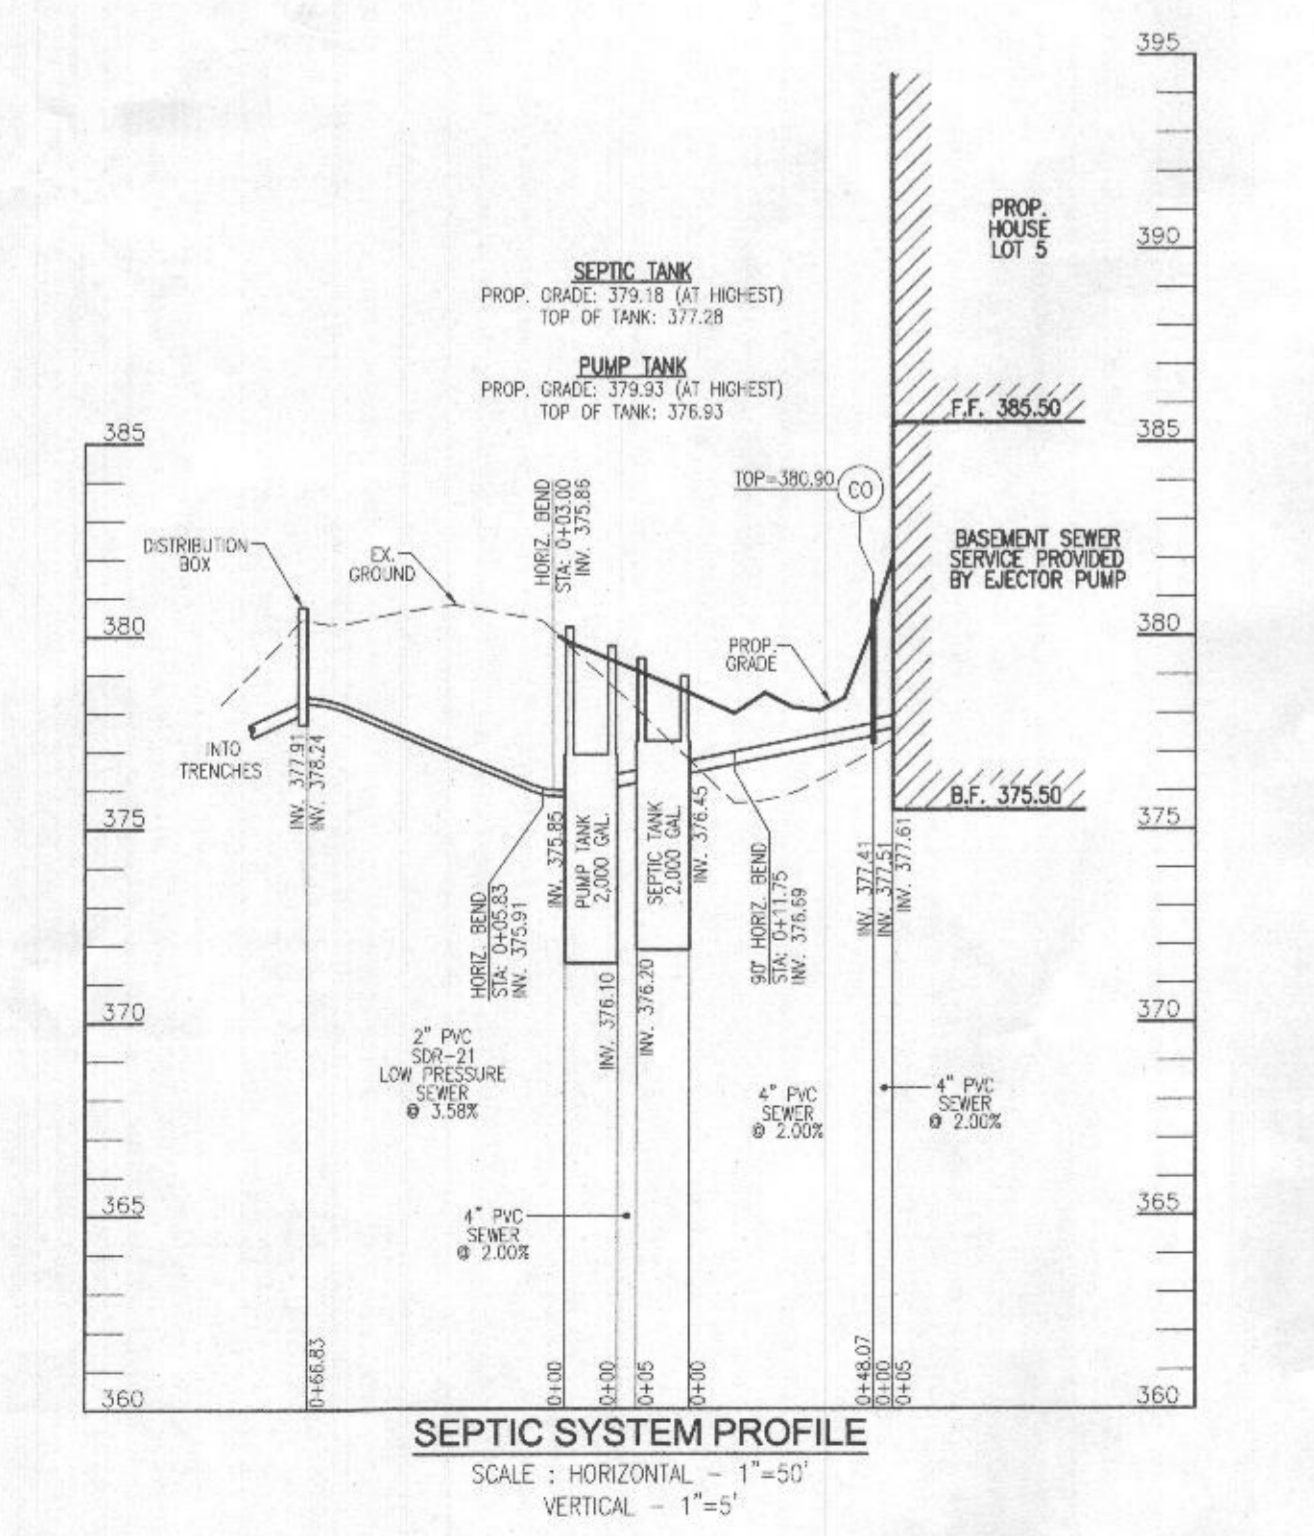 395
PROP.
HOUSE
LOT 5
390
SEPTIC TANK
PROP. GRADE: 379.18 (AT HIGHEST)
TOP OF TANK: 377.28
PUMP TANK
PROP. GRADE: 379.93 (AT HIGHEST)
TOP OF TANK: 376.93
F.F. 385.50
385
385
TOP=380.90
CO
HORIZ. BEND
STA: 0+03.00
INV. 375.86
DISTRIBUTION
BOX
EX.
GROUND
BASEMENT SEWER
SERVICE PROVIDED
BY EJECTOR PUMP
380
380
PROP.
GRADE
INTO
TRENCHES
INV. 377.91
INV. 378.24
B.F. 375.50
375
375
INV. 375.85
PUMP TANK
2,000 GAL.
SEPTIC TANK
2,000 GAL.
INV. 376.45
HORIZ. BEND
STA: 0+05.83
INV. 375.91
90° HORIZ. BEND
STA: 0+11.75
INV. 376.69
INV. 377.41
INV. 377.51
INV. 377.61
INV. 376.10
INV. 376.20
370
370
2" PVC
SDR-21
LOW PRESSURE
SEWER
@ 3.58%
4" PVC
SEWER
@ 2.00%
4" PVC
SEWER
@ 2.00%
365
365
4" PVC
SEWER
@ 2.00%
360
0+66.83
0+00
0+00
0+05
0+00
0+48.07
0+00
0+05
360
SEPTIC SYSTEM PROFILE
SCALE : HORIZONTAL - 1"=50'
VERTICAL - 1"=5'